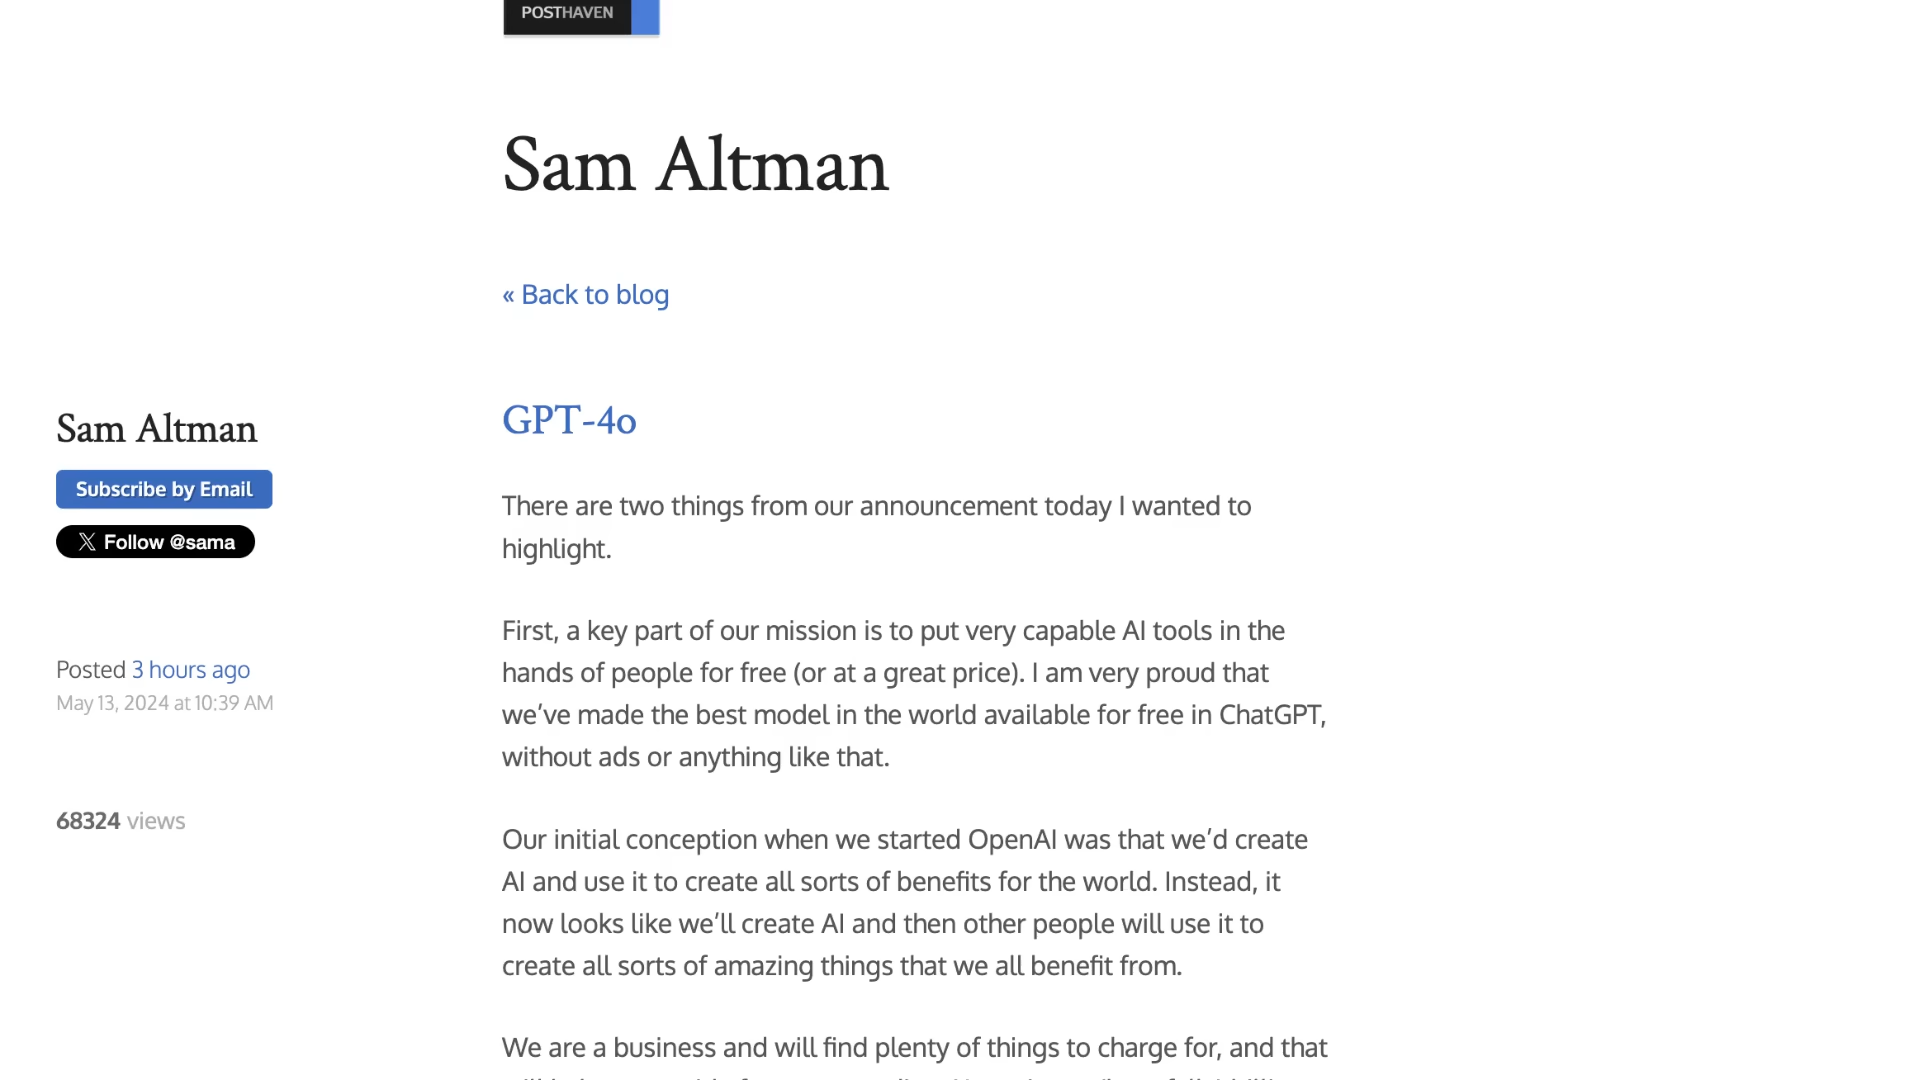 POSTHAVEN
Sam Altman
« Back to blog
Sam Altman
Subscribe by Email
Follow @sama
Posted 3 hours ago
May 13, 2024 at 10:39 AM
68324 views
GPT-4o
There are two things from our announcement today I wanted to
highlight.
First, a key part of our mission is to put very capable AI tools in the
hands of people for free (or at a great price). I am very proud that
we’ve made the best model in the world available for free in ChatGPT,
without ads or anything like that.
Our initial conception when we started OpenAI was that we’d create
AI and use it to create all sorts of benefits for the world. Instead, it
now looks like we’ll create AI and then other people will use it to
create all sorts of amazing things that we all benefit from.
We are a business and will find plenty of things to charge for, and that